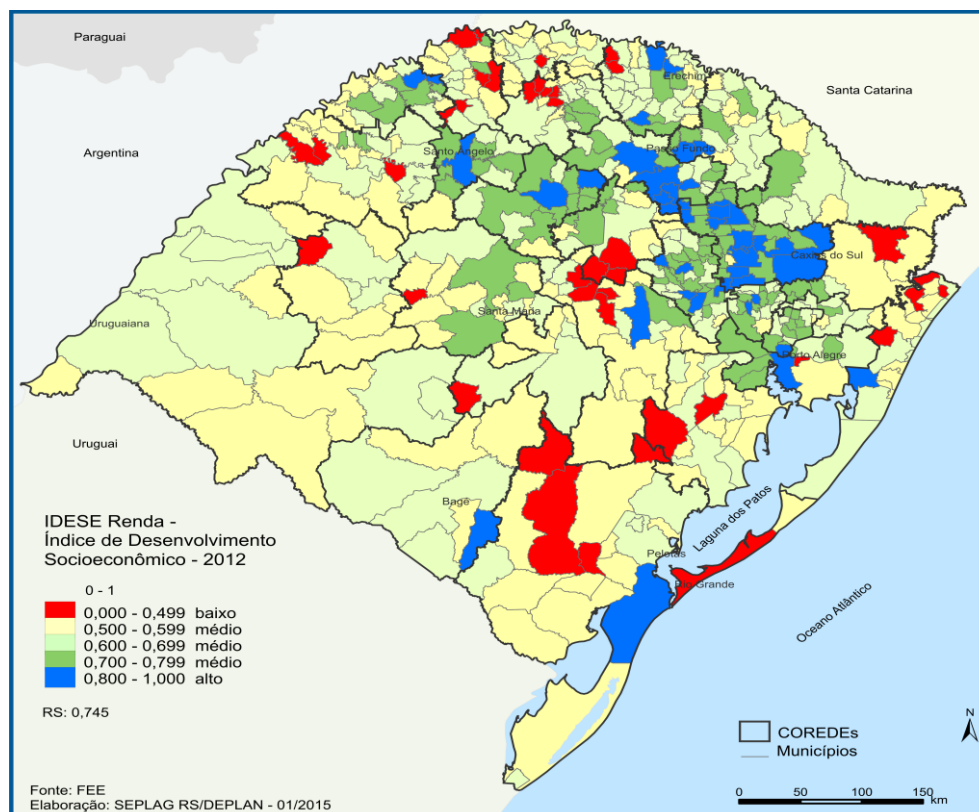 Paraguai
Santa Catarina
Argentina
Erechim
Passo Fundo
Santo Ângelo
Caxias do Sul
Uruguaiana
Santa Maria
Porto Alegre
Uruguai
Bagé
Laguna dos Patos
Pelotas
Rio Grande
Oceano Atlântico
IDESE Renda -
Índice de Desenvolvimento
Socioeconômico - 2012
0 - 1
0,000 - 0,499 baixo
0,500 - 0,599 médio
0,600 - 0,699 médio
0,700 - 0,799 médio
0,800 - 1,000 alto
RS: 0,745
N
COREDEs
Municípios
Fonte: FEE
Elaboração: SEPLAG RS/DEPLAN - 01/2015
0 50 100 150
km